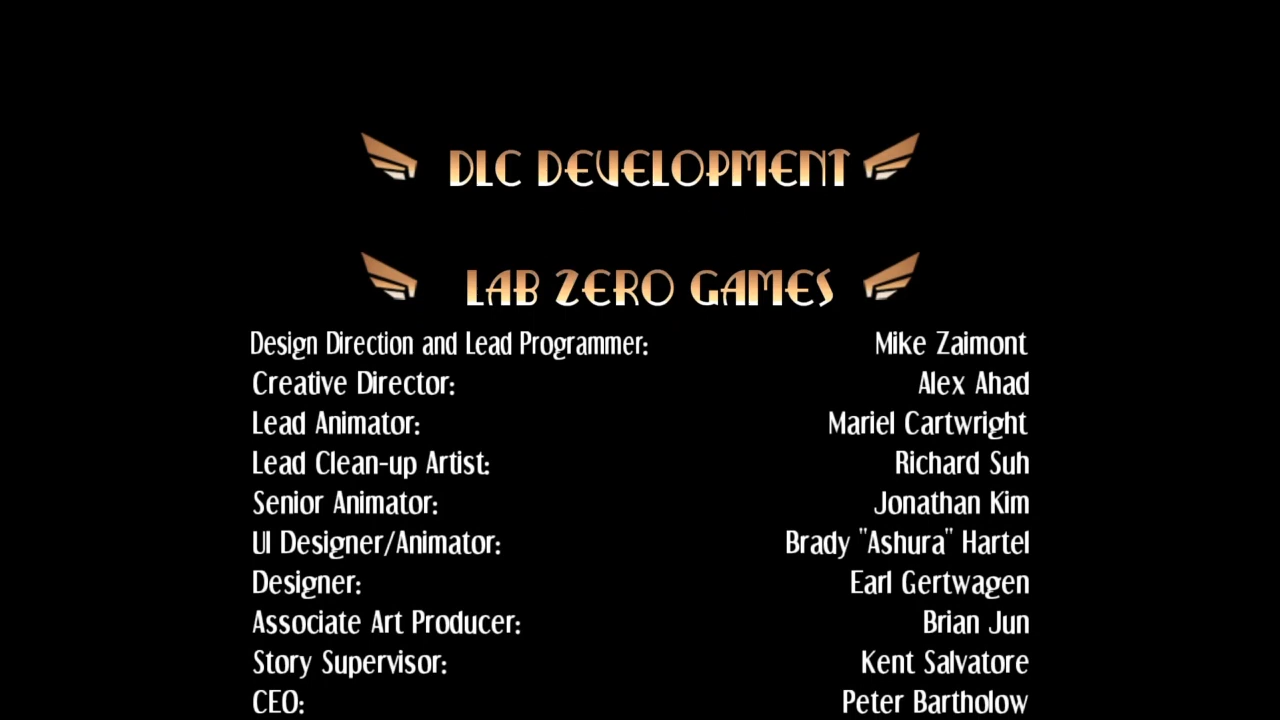 DLC DEVELOPMENT
LAB ZERO GAMES
Design Direction and Lead Programmer: Mike Zaimont
Creative Director: Alex Ahad
Lead Animator: Mariel Cartwright
Lead Clean-up Artist: Richard Suh
Senior Animator: Jonathan Kim
UI Designer/Animator: Brady "Ashura" Hartel
Designer: Earl Gertwagen
Associate Art Producer: Brian Jun
Story Supervisor: Kent Salvatore
CEO: Peter Bartholow